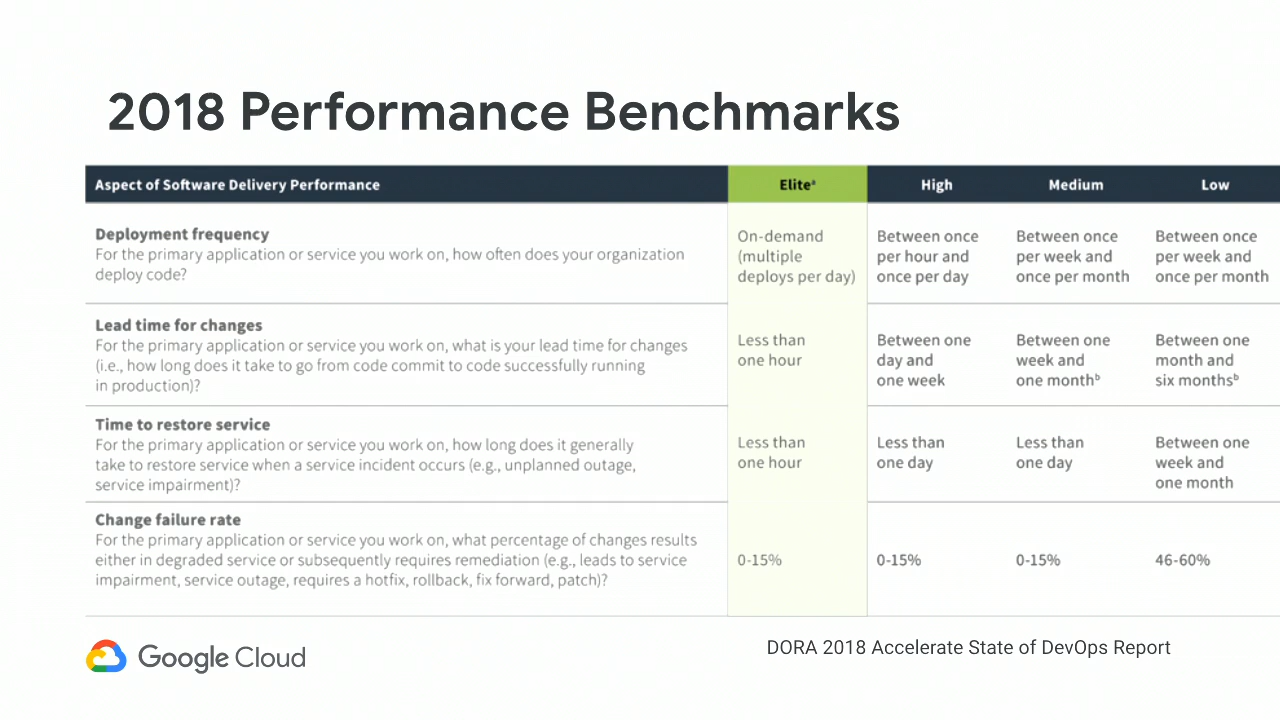 2018 Performance Benchmarks
Aspect of Software Delivery Performance
Eliteᵃ
High
Medium
Low
Deployment frequency
For the primary application or service you work on, how often does your organization
deploy code?
On-demand
(multiple
deploys per day)
Between once
per hour and
once per day
Between once
per week and
once per month
Between once
per week and
once per month
Lead time for changes
For the primary application or service you work on, what is your lead time for changes
(i.e., how long does it take to go from code commit to code successfully running
in production)?
Less than
one hour
Between one
day and
one week
Between one
week and
one monthᵇ
Between one
month and
six monthsᵇ
Time to restore service
For the primary application or service you work on, how long does it generally
take to restore service when a service incident occurs (e.g., unplanned outage,
service impairment)?
Less than
one hour
Less than
one day
Less than
one day
Between one
week and
one month
Change failure rate
For the primary application or service you work on, what percentage of changes results
either in degraded service or subsequently requires remediation (e.g., leads to service
impairment, service outage, requires a hotfix, rollback, fix forward, patch)?
0-15%
0-15%
0-15%
46-60%
Google Cloud
DORA 2018 Accelerate State of DevOps Report